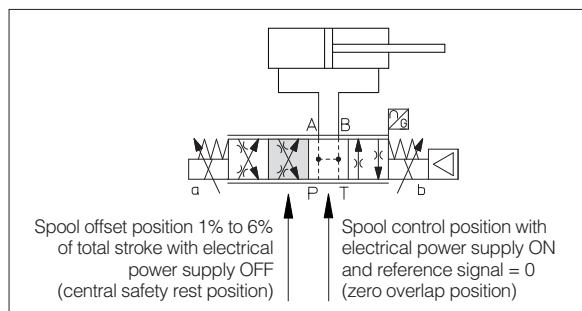 A B
G
a
P T
b
Spool offset position 1% to 6%
of total stroke with electrical
power supply OFF
(central safety rest position)
Spool control position with
electrical power supply ON
and reference signal = 0
(zero overlap position)